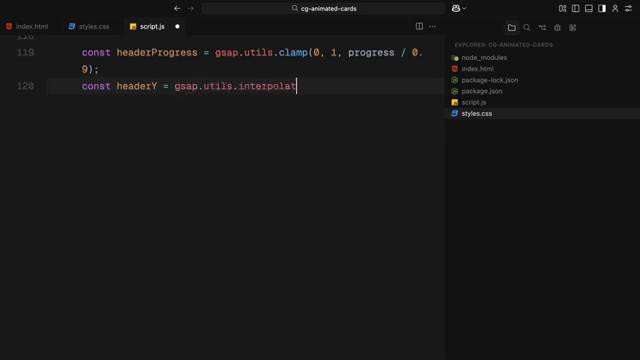 cg-animated-cards
index.html
styles.css
script.js
EXPLORER: CG-ANIMATED-CARDS
node_modules
index.html
package-lock.json
package.json
script.js
styles.css
119 const headerProgress = gsap.utils.clamp(0, 1, progress / 0.
9);
120 const headerY = gsap.utils.interpolat